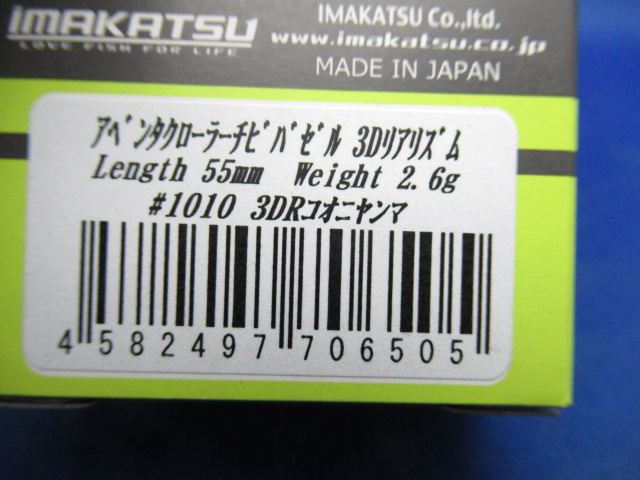 IMAKATSU
LOVE FISH FOR LIFE
IMAKATSU Co.,ltd.
www.imakatsu.co.jp
MADE IN JAPAN
ｱﾍﾞﾝﾀｸﾛｰﾗｰﾁﾋﾞﾊﾞｾﾞﾙ 3Dﾘｱﾘｽﾞﾑ
Length 55mm Weight 2.6g
#1010 3DRｺｵﾆﾔﾝﾏ
4 582497 706505